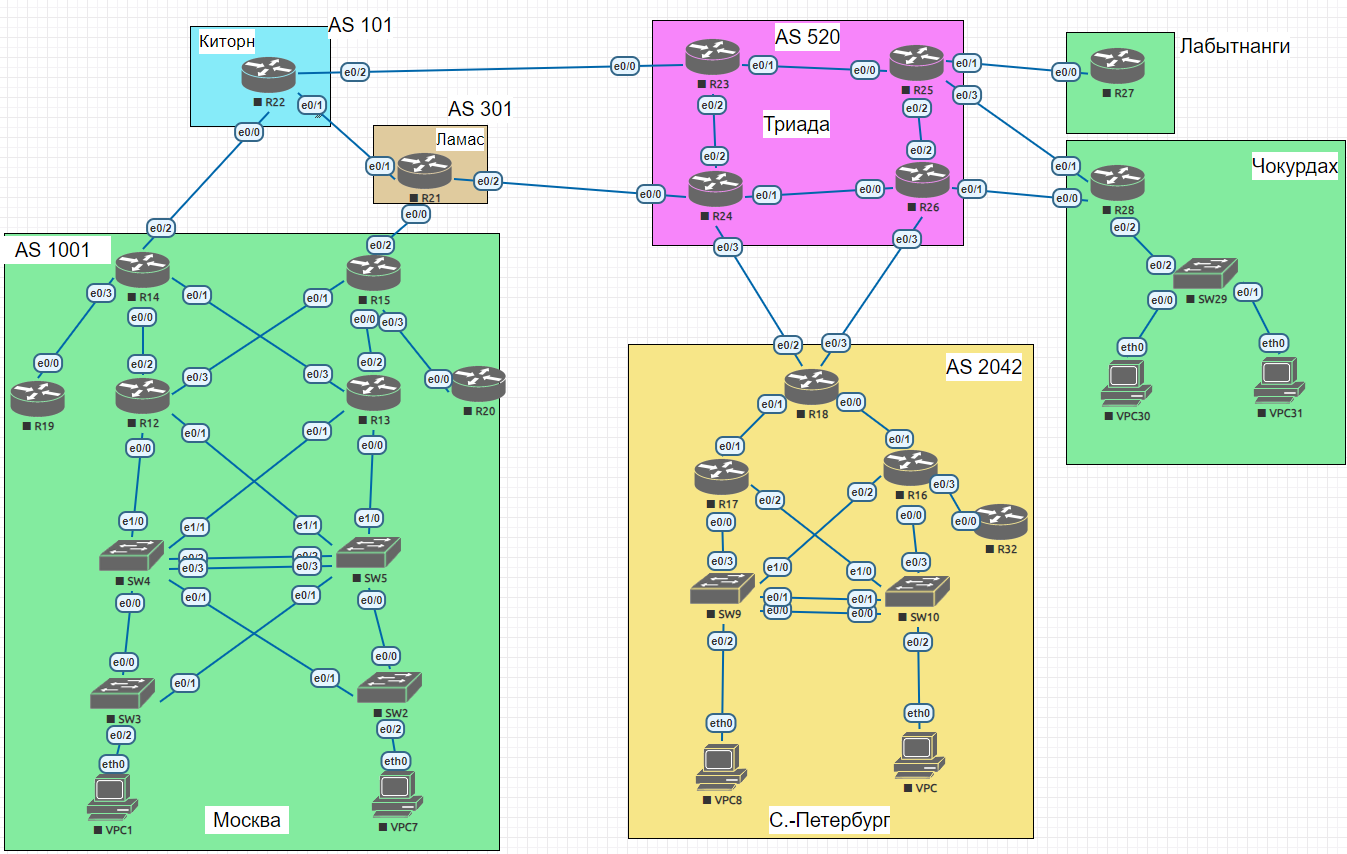 AS 101
Киторн
R22
e0/2
e0/1
e0/0
AS 301
Ламас
e0/1
R21
e0/2
e0/0
AS 520
Триада
e0/0
R23
e0/1
e0/2
e0/0
R25
e0/1
e0/3
e0/2
e0/2
e0/0
R24
e0/1
e0/3
e0/2
e0/0
R26
e0/1
e0/3
Лабытнанги
e0/0
R27
Чокурдах
e0/1
e0/0
R28
e0/2
e0/2
SW29
e0/0
e0/1
eth0
eth0
VPC30
VPC31
AS 1001
e0/2
R14
e0/3
e0/1
e0/0
e0/2
R15
e0/1
e0/0
e0/3
e0/0
R19
e0/2
R12
e0/3
e0/1
e0/0
e0/3
e0/2
R13
e0/1
e0/0
e0/0
R20
e1/0
e1/1
SW4
e0/2
e0/3
e0/0
e0/1
e1/1
e1/0
SW5
e0/3
e0/1
e0/0
e0/0
e0/1
SW3
e0/2
e0/1
e0/0
SW2
e0/2
eth0
VPC1
eth0
VPC7
Москва
AS 2042
e0/2
e0/3
R18
e0/1
e0/0
e0/1
R17
e0/2
e0/0
e0/1
R16
e0/3
e0/2
e0/0
e0/0
R32
e0/3
e1/0
SW9
e0/1
e0/0
e0/2
e1/0
e0/3
SW10
e0/1
e0/0
e0/2
eth0
VPC8
eth0
VPC
С.-Петербург